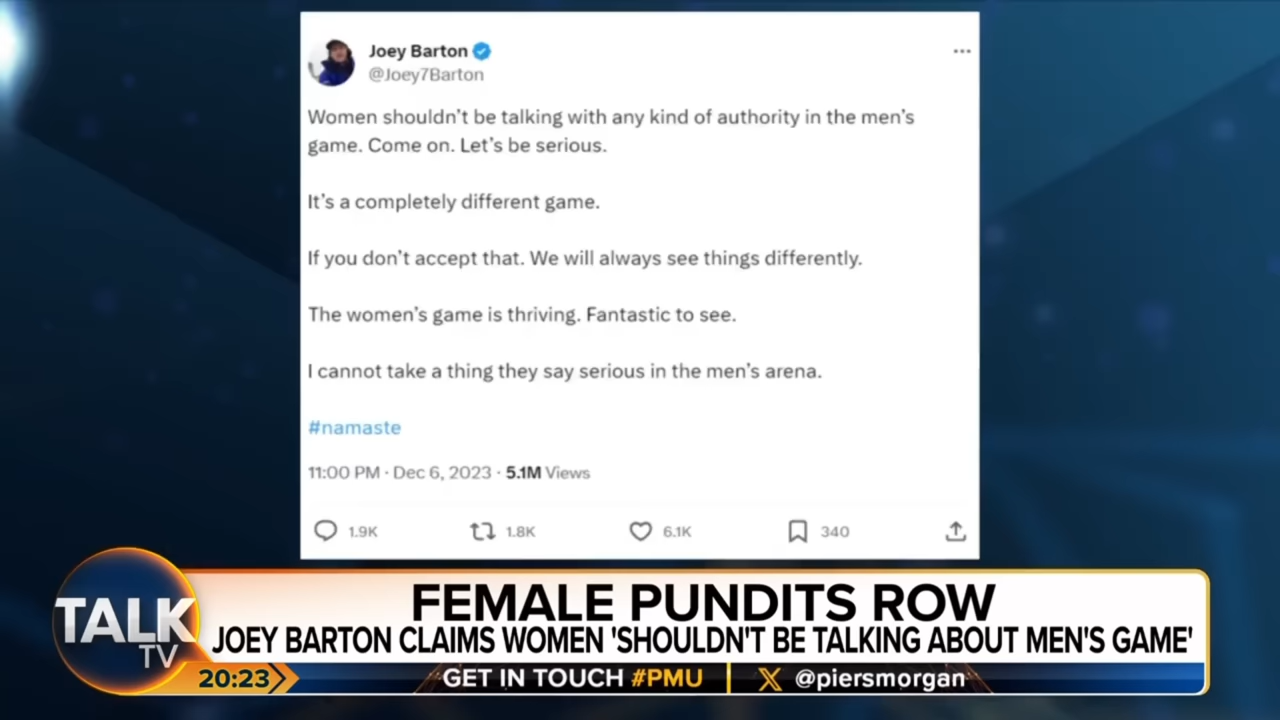 Joey Barton
@Joey7Barton
Women shouldn't be talking with any kind of authority in the men's
game. Come on. Let's be serious.
It's a completely different game.
If you don't accept that. We will always see things differently.
The women's game is thriving. Fantastic to see.
I cannot take a thing they say serious in the men's arena.
#namaste
11:00 PM · Dec 6, 2023 · 5.1M Views
1.9K 1.8K 6.1K 340
FEMALE PUNDITS ROW
JOEY BARTON CLAIMS WOMEN 'SHOULDN'T BE TALKING ABOUT MEN'S GAME'
TALK
TV
20:23
GET IN TOUCH #PMU
X @piersmorgan